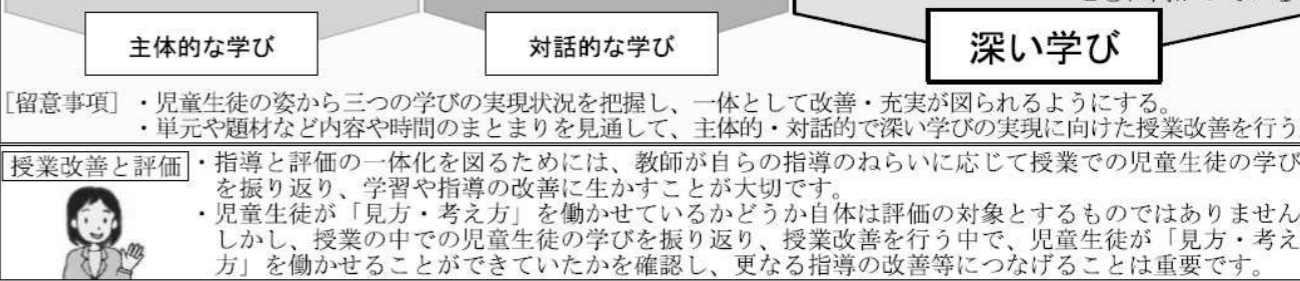 主体的な学び
対話的な学び
深い学び
[留意事項] ・児童生徒の姿から三つの学びの実現状況を把握し、一体として改善・充実が図られるようにする。
・単元や題材など内容や時間のまとまりを見通して、主体的・対話的で深い学びの実現に向けた授業改善を行う
授業改善と評価 ・指導と評価の一体化を図るためには、教師が自らの指導のねらいに応じて授業での児童生徒の学び
を振り返り、学習や指導の改善に生かすことが大切です。
・児童生徒が「見方・考え方」を働かせているかどうか自体は評価の対象とするものではありません
しかし、授業の中での児童生徒の学びを振り返り、授業改善を行う中で、児童生徒が「見方・考え
方」を働かせることができていたかを確認し、更なる指導の改善等につなげることは重要です。